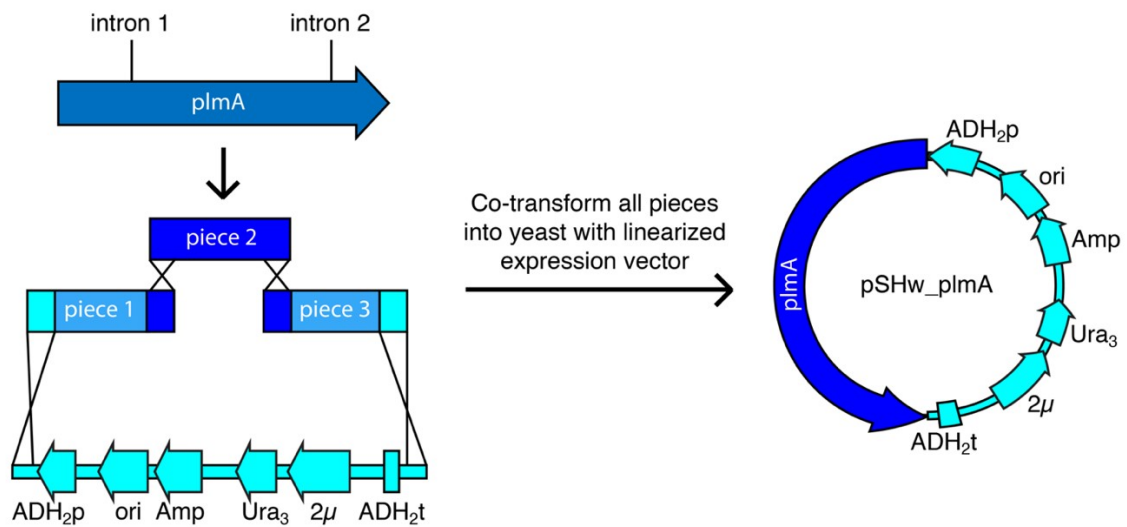 intron 1
intron 2
plmA
piece 2
piece 1
piece 3
ADH₂p
ori
Amp
Ura₃
2μ
ADH₂t
Co-transform all pieces
into yeast with linearized
expression vector
ADH₂p
ori
Amp
plmA
pSHw_plmA
Ura₃
2μ
ADH₂t